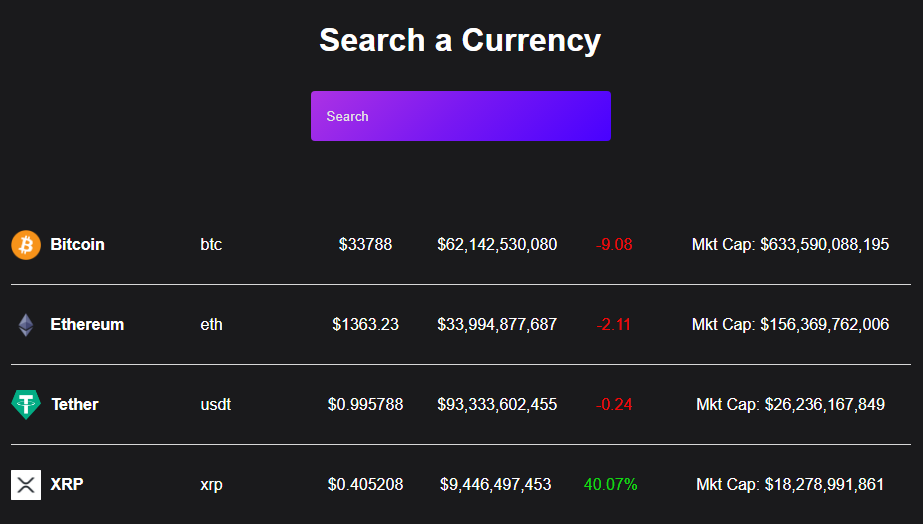 Search a Currency
Search
Bitcoin btc $33788 $62,142,530,080 -9.08 Mkt Cap: $633,590,088,195
Ethereum eth $1363.23 $33,994,877,687 -2.11 Mkt Cap: $156,369,762,006
Tether usdt $0.995788 $93,333,602,455 -0.24 Mkt Cap: $26,236,167,849
XRP xrp $0.405208 $9,446,497,453 40.07% Mkt Cap: $18,278,991,861